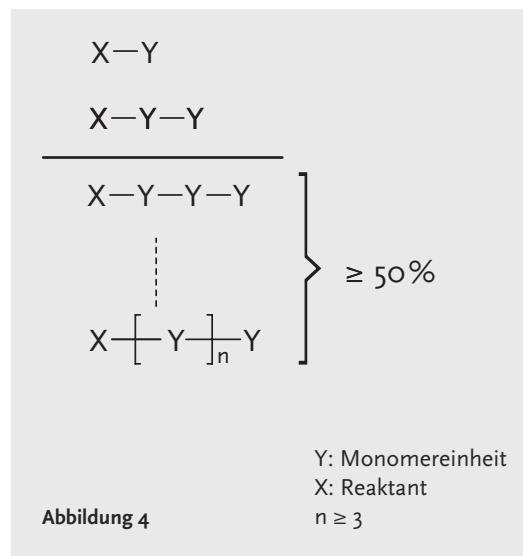 X—Y
X—Y—Y
X—Y—Y—Y
≥ 50%
X—[—Y—]n—Y
Y: Monomereinheit
X: Reaktant
Abbildung 4
n ≥ 3